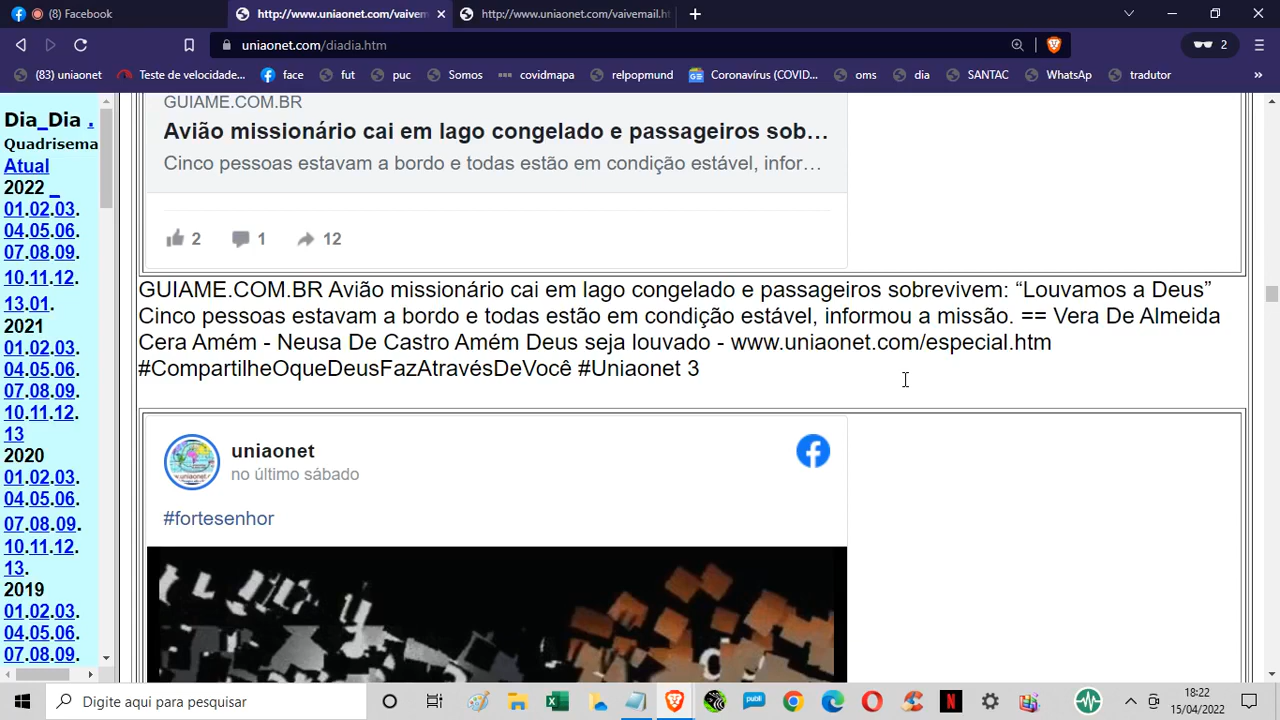 (8) Facebook
http://www.uniaonet.com/vaivem
http://www.uniaonet.com/vaivemail.h
uniaonet.com/diadia.htm
2
(83) uniaonet
Teste de velocidade...
face
fut
puc
Somos
covidmapa
relpopmund
Coronavírus (COVID...
oms
dia
SANTAC
WhatsAp
tradutor
»
Dia_Dia .
Quadrisema
Atual
2022 _
01.02.03.
04.05.06.
07.08.09.
10.11.12.
13.01.
2021
01.02.03.
04.05.06.
07.08.09.
10.11.12.
13
2020
01.02.03.
04.05.06.
07.08.09.
10.11.12.
13.
2019
01.02.03.
04.05.06.
07.08.09.
GUIAME.COM.BR
Avião missionário cai em lago congelado e passageiros sob...
Cinco pessoas estavam a bordo e todas estão em condição estável, infor...
2
1
12
GUIAME.COM.BR Avião missionário cai em lago congelado e passageiros sobrevivem: “Louvamos a Deus”
Cinco pessoas estavam a bordo e todas estão em condição estável, informou a missão. == Vera De Almeida
Cera Amém - Neusa De Castro Amém Deus seja louvado - www.uniaonet.com/especial.htm
#CompartilheOqueDeusFazAtravésDeVocê #Uniaonet 3
uniaonet
no último sábado
#fortesenhor
Digite aqui para pesquisar
publi
18:22
15/04/2022